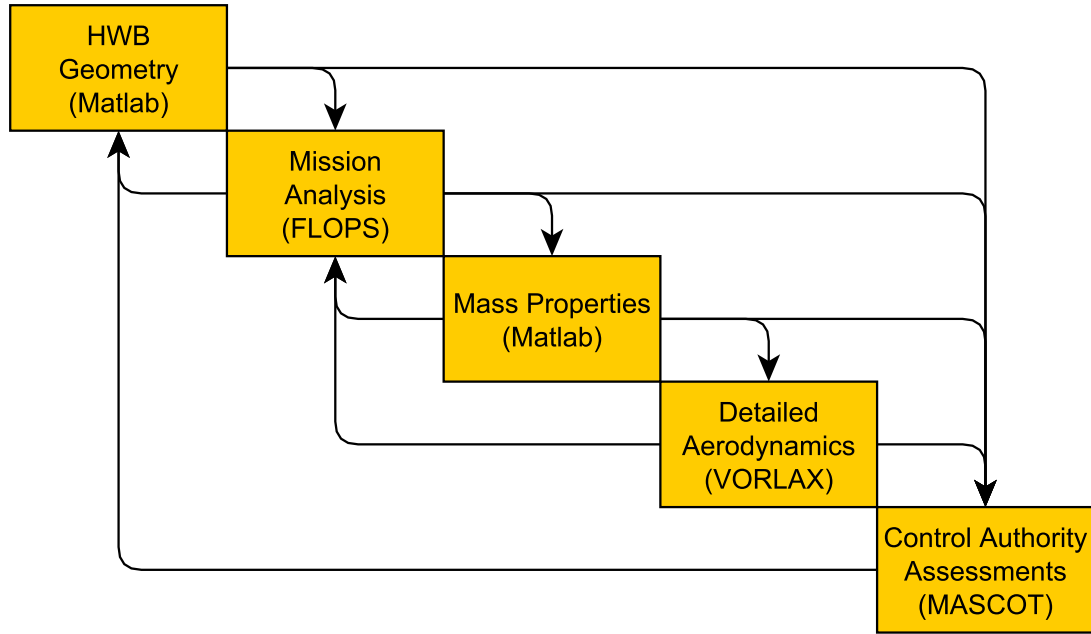 HWB
Geometry
(Matlab)
Mission
Analysis
(FLOPS)
Mass Properties
(Matlab)
Detailed
Aerodynamics
(VORLAX)
Control Authority
Assessments
(MASCOT)